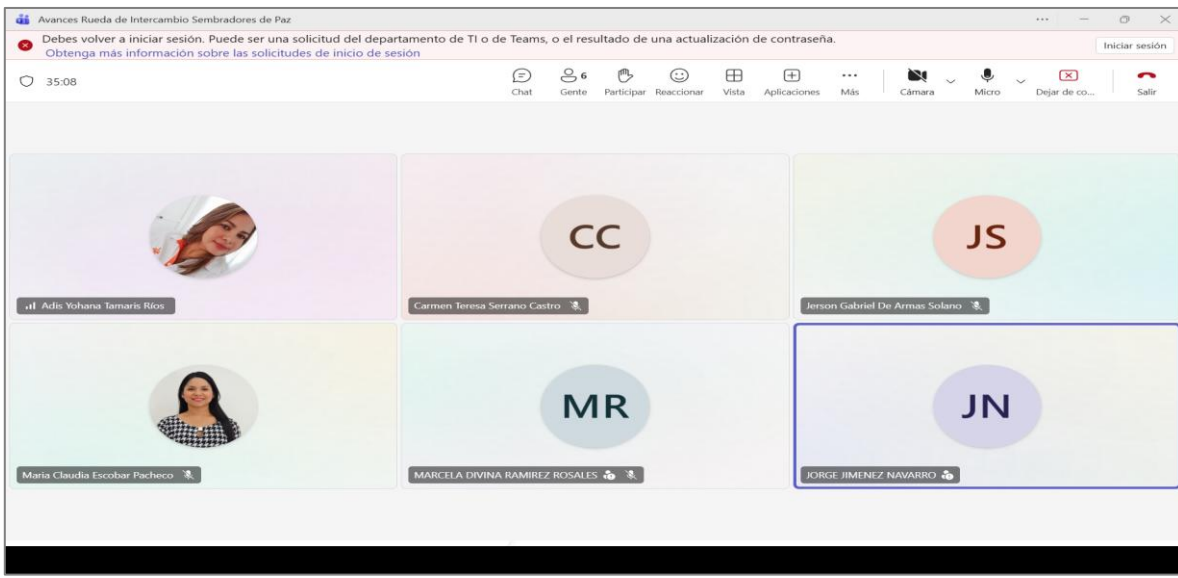 Avances Rueda de Intercambio Sembradores de Paz
Debes volver a iniciar sesión. Puede ser una solicitud del departamento de TI o de Teams, o el resultado de una actualización de contraseña.
Obtenga más información sobre las solicitudes de inicio de sesión
Iniciar sesión
35:08
6
Chat Gente Participar Reaccionar Vista Aplicaciones Más Cámara Micro Dejar de co... Salir
CC
JS
Adis Yohana Tamaris Ríos
Carmen Teresa Serrano Castro
Jerson Gabriel De Armas Solano
MR
JN
Maria Claudia Escobar Pacheco
MARCELA DIVINA RAMIREZ ROSALES
JORGE JIMENEZ NAVARRO